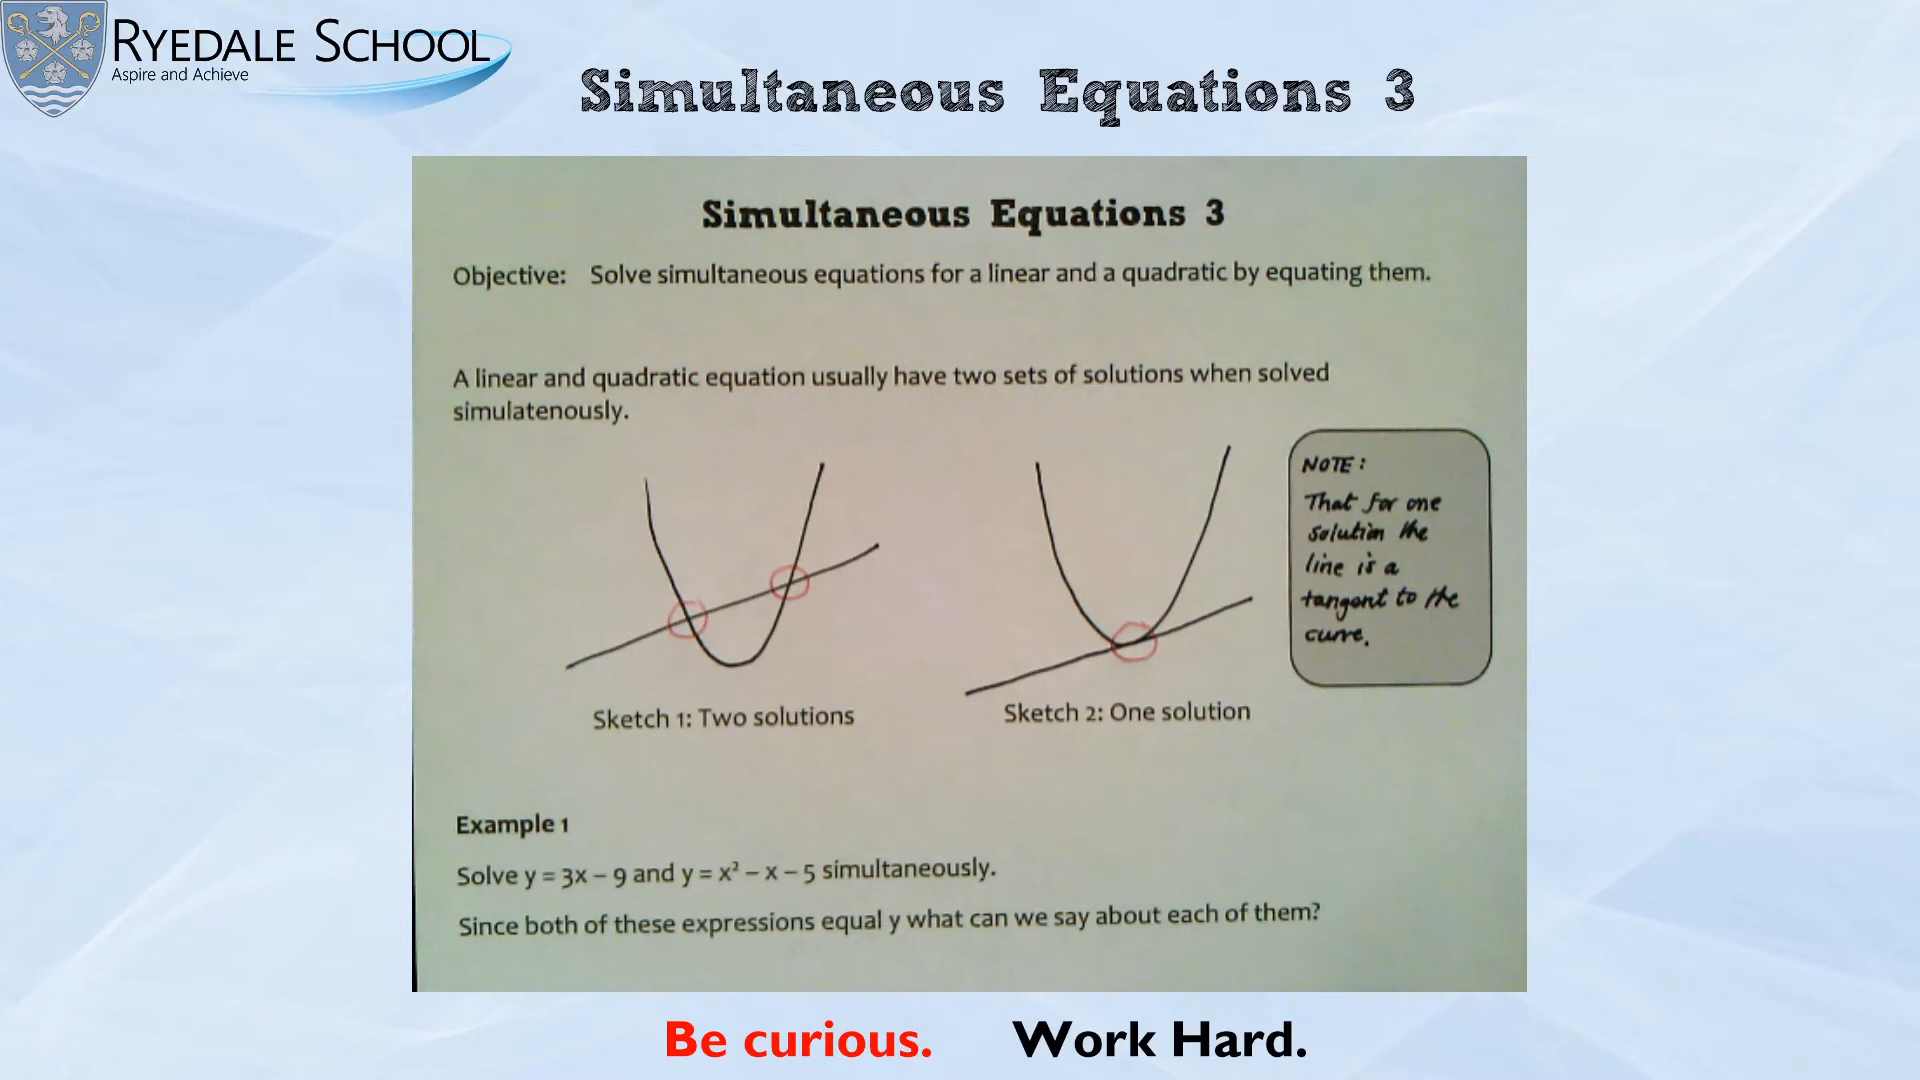 RYEDALE SCHOOL
Aspire and Achieve
Simultaneous Equations 3
Simultaneous Equations 3
Objective: Solve simultaneous equations for a linear and a quadratic by equating them.
A linear and quadratic equation usually have two sets of solutions when solved
simulatenously.
NOTE:
That for one
solution the
line is a
tangent to the
curve.
Sketch 1: Two solutions
Sketch 2: One solution
Example 1
Solve y = 3x – 9 and y = x² – x – 5 simultaneously.
Since both of these expressions equal y what can we say about each of them?
Be curious. Work Hard.